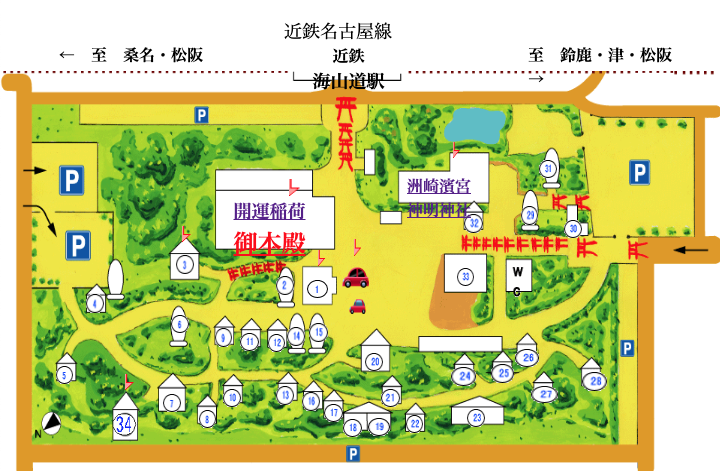 近鉄名古屋線
← 至 桑名・松阪
近鉄
至 鈴鹿・津・松阪
→
海山道駅
P
P
P
P
P
P
開運稲荷
御本殿
洲崎濱宮
神明神社
W
G
1
2
3
4
5
6
7
8
9
10
11
12
13
14
15
16
17
18
19
20
21
22
23
24
25
26
27
28
29
30
31
32
33
34
N